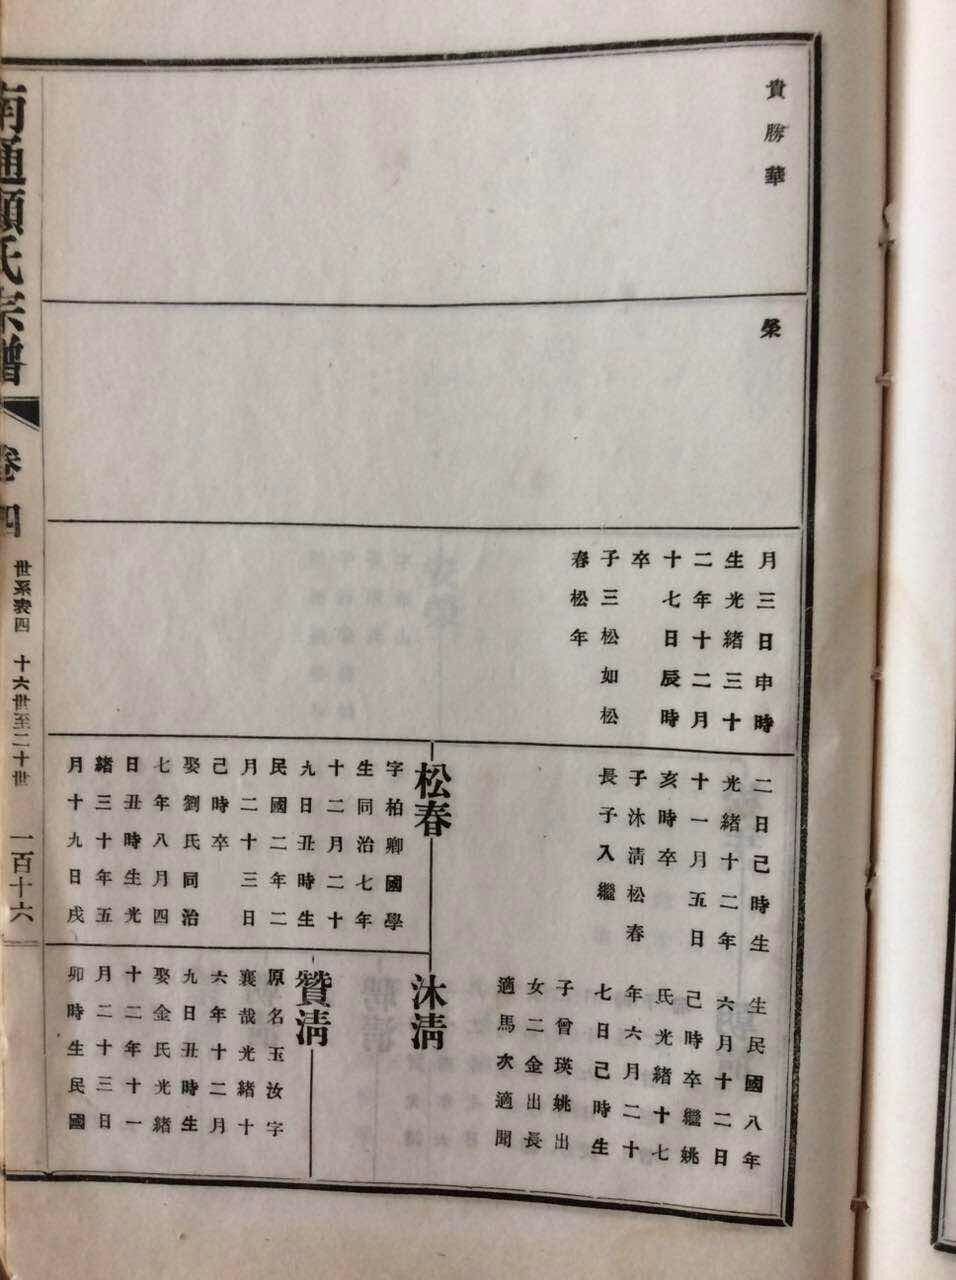 貴勝華
榮
月三日申時
生光緒三十
二年十二月
十七日辰時
卒
子三松如松
春松年
二日己時生
光緒十二年
十一月五日
亥時卒
子沐清松春
長子入繼
松春
字柏卿國學
生同治七年
十二月二十
九日丑時生
民國二年二
月二十三日
己時卒
娶劉氏同治
七年八月四
日丑時生光
緒三十年五
月十九日戌
生民國八年
六月十二日
己時卒繼姚
氏光緒十七
年六月二十
七日己時生
子曾瑛姚出
女二金出長
適馬次適聞
沐清
贊清
原名玉汝字
襄哉光緒十
六年十二月
九日丑時生
娶金氏光緒
十二年十一
月二十三日
卯時生民國
南通顧氏宗譜
卷四
世系表四 十六世至二十世
一百十六